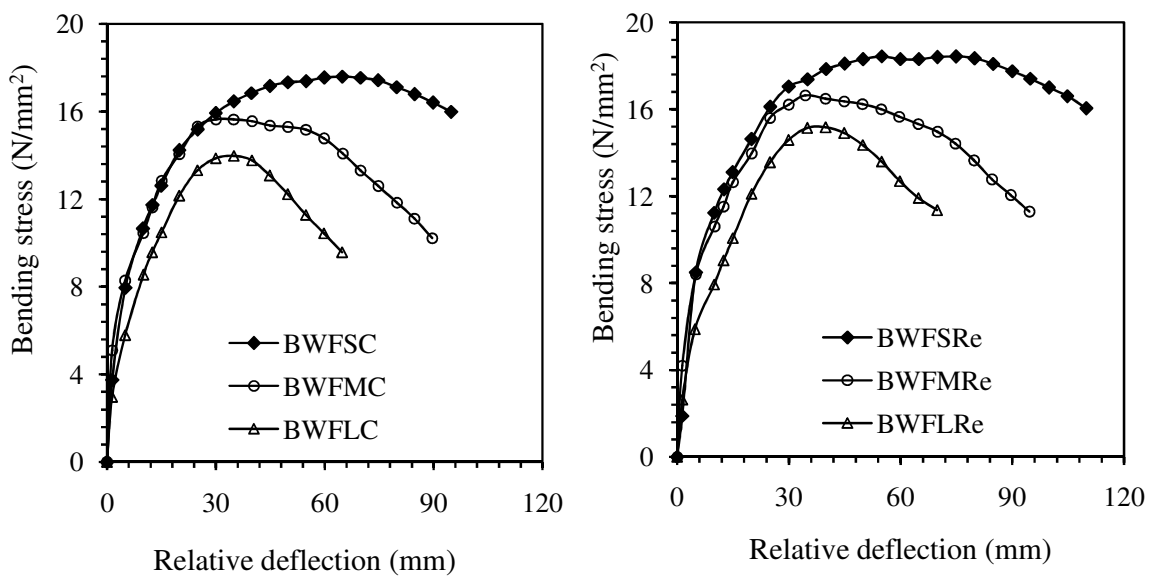 Bending stress (N/mm²)
20
16
12
8
4
0
BWFSC
BWFMC
BWFLC
0 30 60 90 120
Relative deflection (mm)
Bending stress (N/mm²)
20
16
12
8
4
0
BWFSRe
BWFMRe
BWFLRe
0 30 60 90 120
Relative deflection (mm)